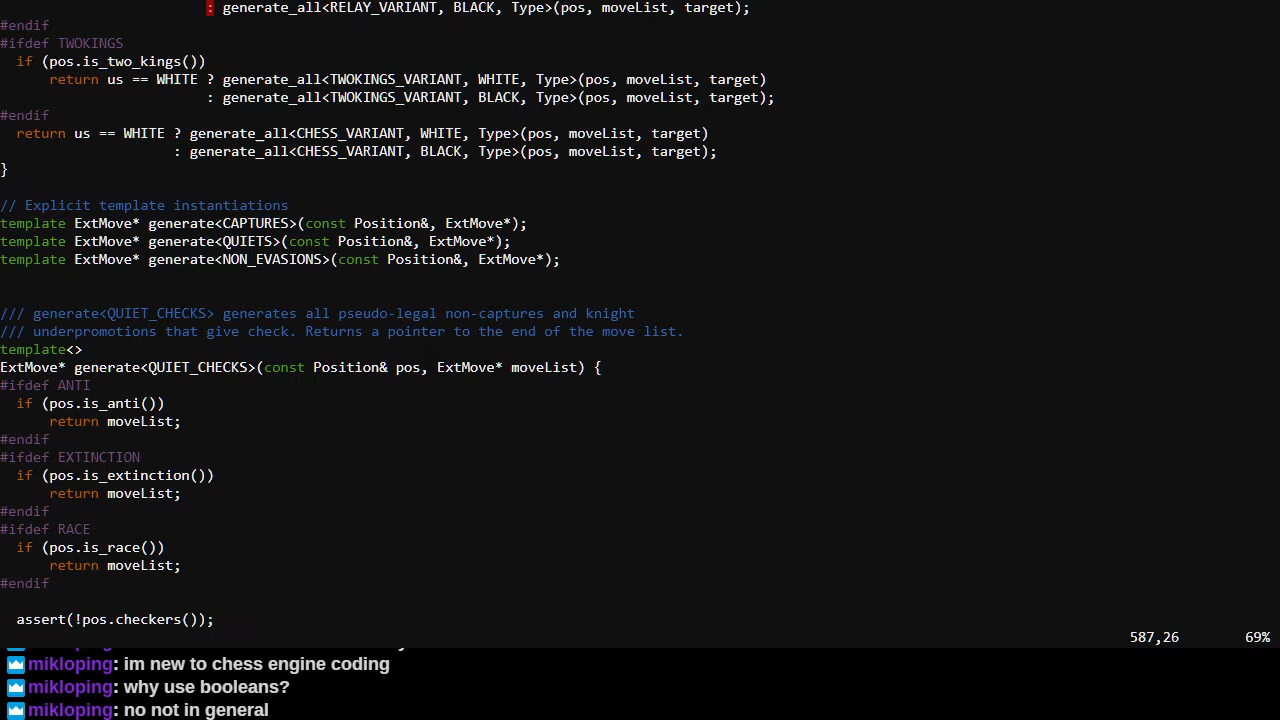 : generate_all<RELAY_VARIANT, BLACK, Type>(pos, moveList, target);
#endif
#ifdef TWOKINGS
  if (pos.is_two_kings())
      return us == WHITE ? generate_all<TWOKINGS_VARIANT, WHITE, Type>(pos, moveList, target)
                         : generate_all<TWOKINGS_VARIANT, BLACK, Type>(pos, moveList, target);
#endif
  return us == WHITE ? generate_all<CHESS_VARIANT, WHITE, Type>(pos, moveList, target)
                     : generate_all<CHESS_VARIANT, BLACK, Type>(pos, moveList, target);
}
// Explicit template instantiations
template ExtMove* generate<CAPTURES>(const Position&, ExtMove*);
template ExtMove* generate<QUIETS>(const Position&, ExtMove*);
template ExtMove* generate<NON_EVASIONS>(const Position&, ExtMove*);
/// generate<QUIET_CHECKS> generates all pseudo-legal non-captures and knight
/// underpromotions that give check. Returns a pointer to the end of the move list.
template<>
ExtMove* generate<QUIET_CHECKS>(const Position& pos, ExtMove* moveList) {
#ifdef ANTI
  if (pos.is_anti())
      return moveList;
#endif
#ifdef EXTINCTION
  if (pos.is_extinction())
      return moveList;
#endif
#ifdef RACE
  if (pos.is_race())
      return moveList;
#endif
  assert(!pos.checkers());
587,26 69%
mikloping: im new to chess engine coding
mikloping: why use booleans?
mikloping: no not in general